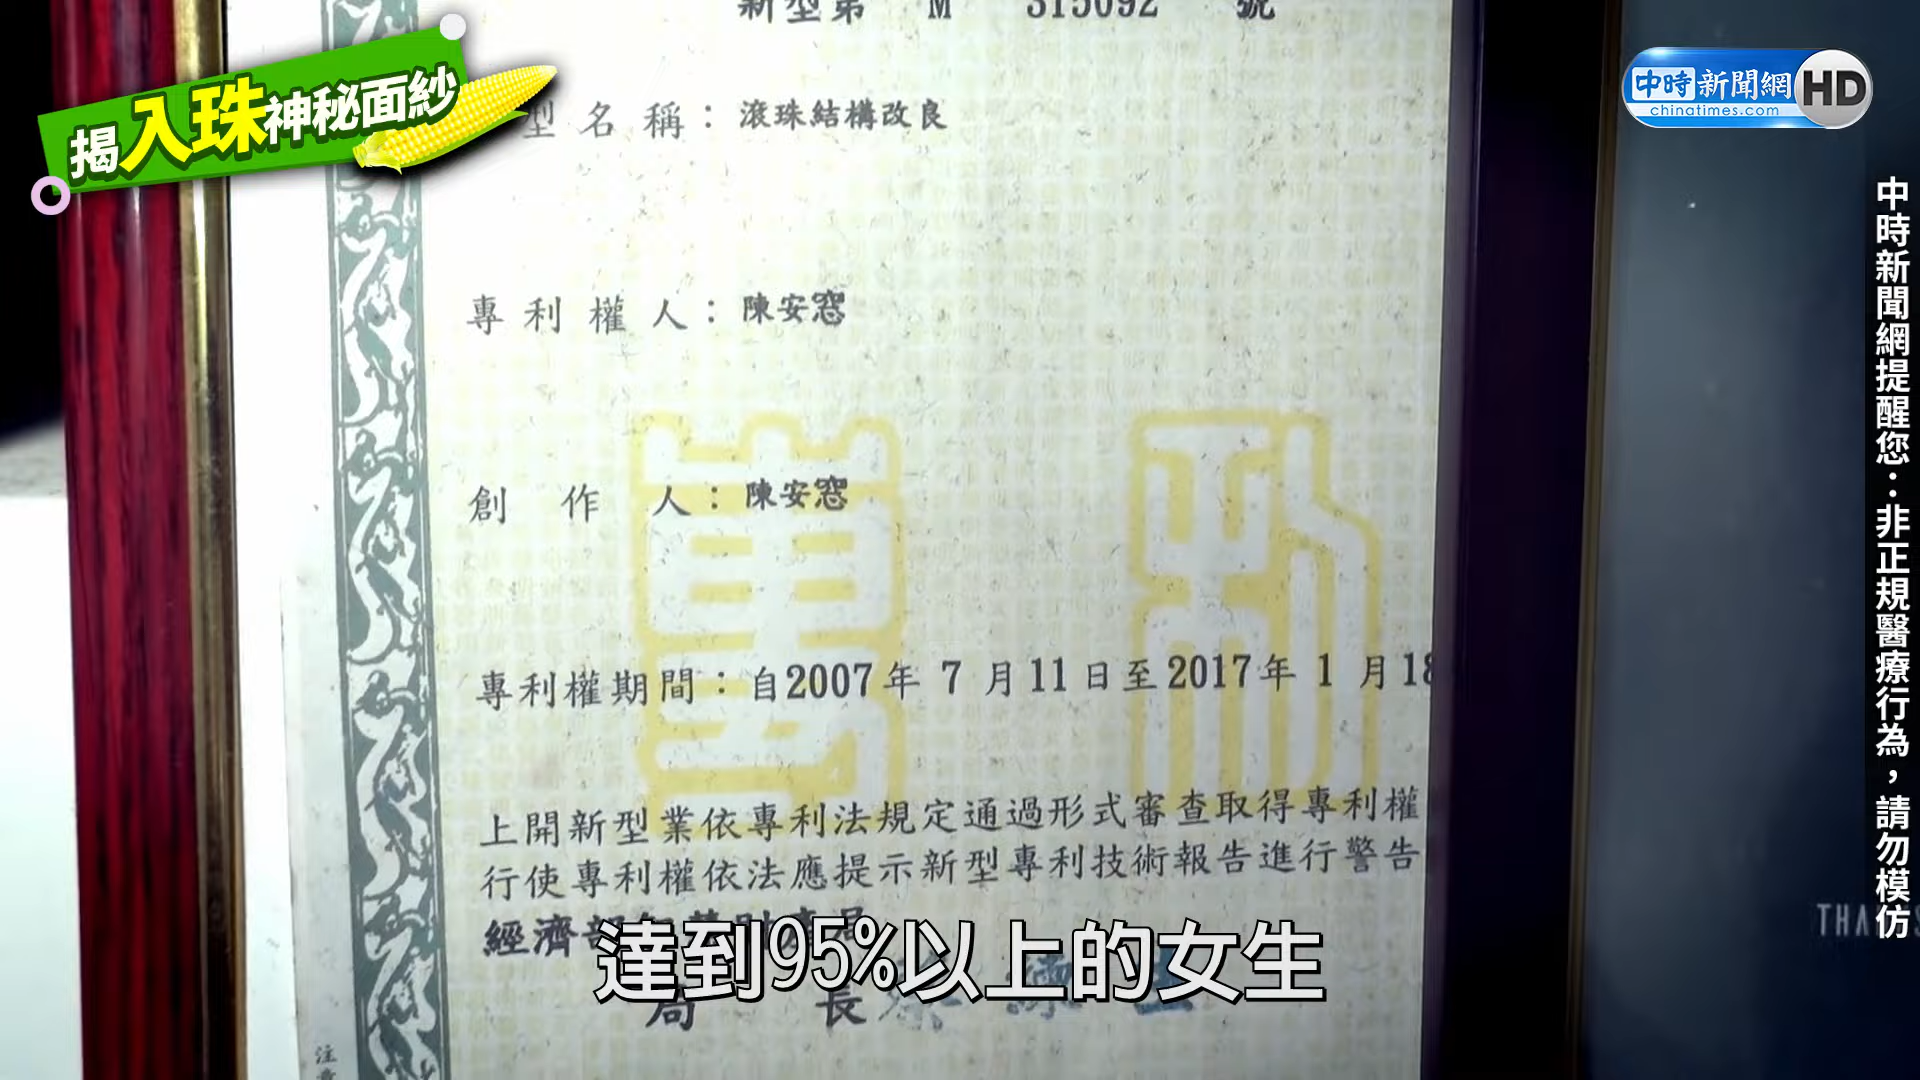 新型第 M 315092 號
揭入珠神秘面紗
中時新聞網 HD
chinatimes.com
型名稱：滾珠結構改良
專利權人：陳安窓
創作人：陳安窓
專利權期間：自2007年 7 月11日至2017年 1 月18
上開新型業依專利法規定通過形式審查取得專利權
行使專利權依法應提示新型專利技術報告進行警告
經濟部
局長
達到95%以上的女生
中時新聞網提醒您：非正規醫療行為，請勿模仿
注意